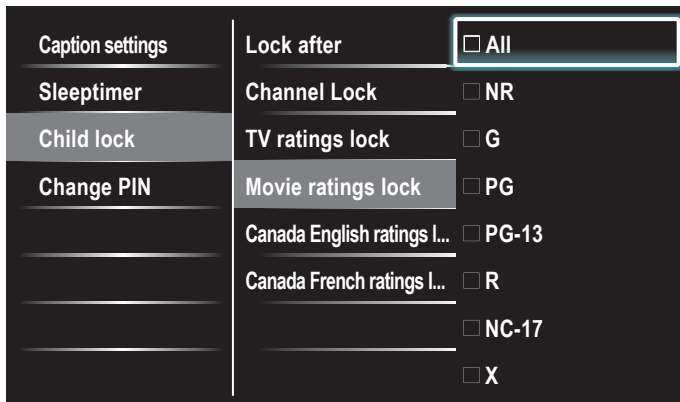 Caption settings
Sleeptimer
Child lock
Change PIN
Lock after
Channel Lock
TV ratings lock
Movie ratings lock
Canada English ratings l...
Canada French ratings l...
All
NR
G
PG
PG-13
R
NC-17
X